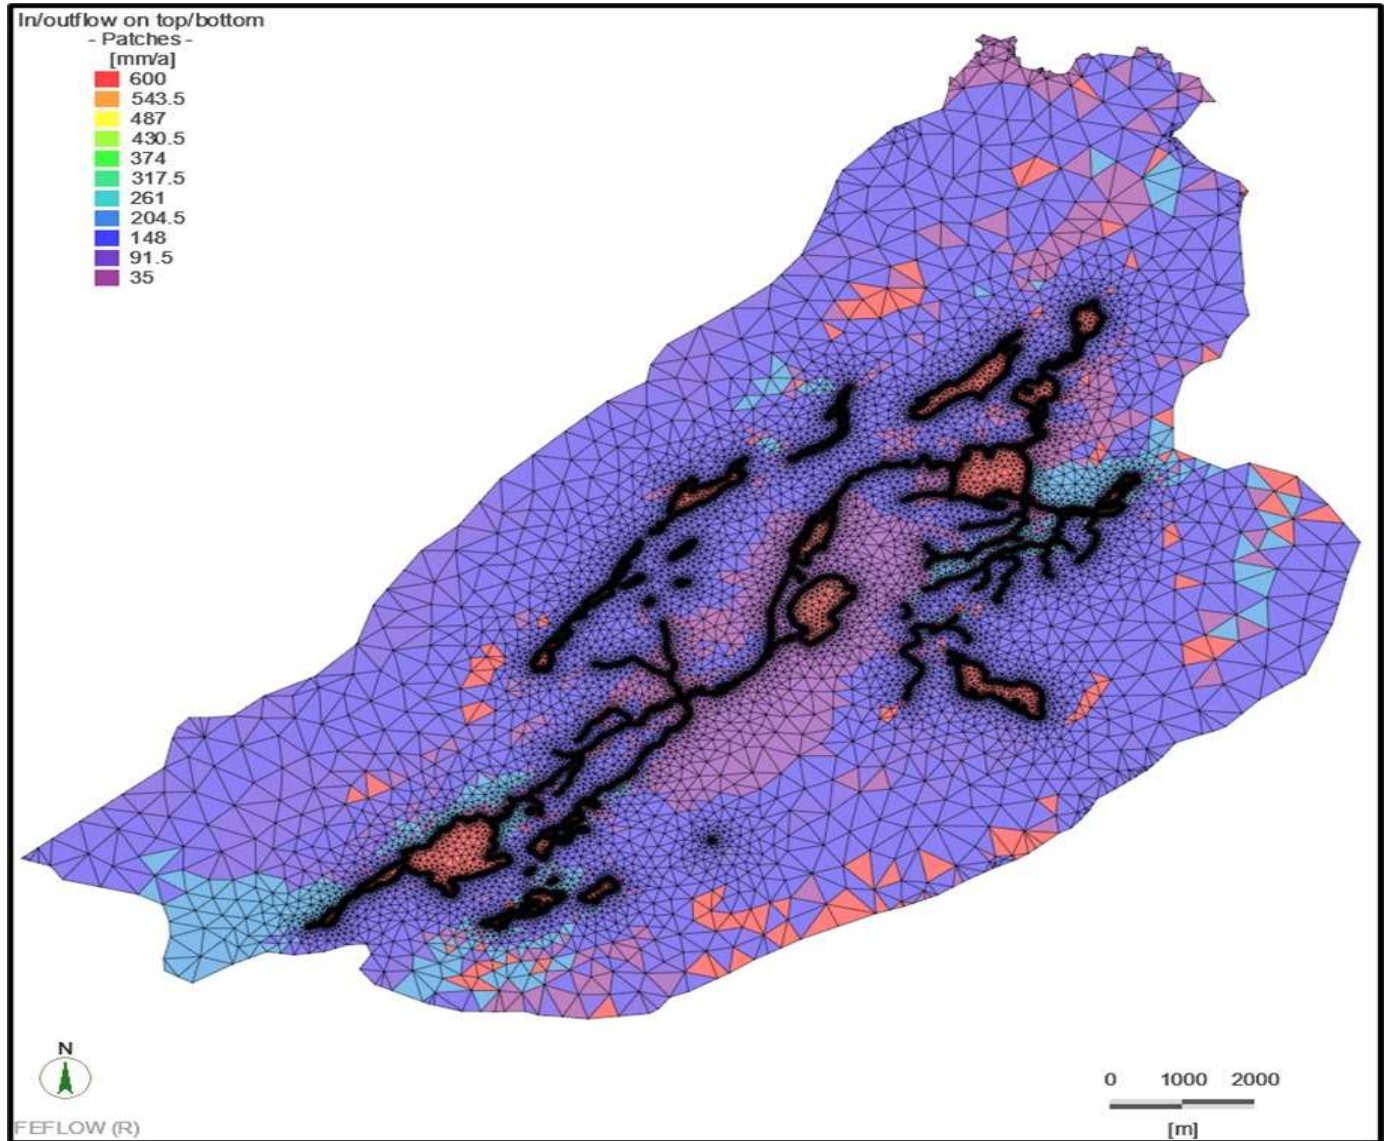 In/outflow on top/bottom
- Patches -
[mm/a]
600
543.5
487
430.5
374
317.5
261
204.5
148
91.5
35
N
0 1000 2000
[m]
FEFLOW (R)